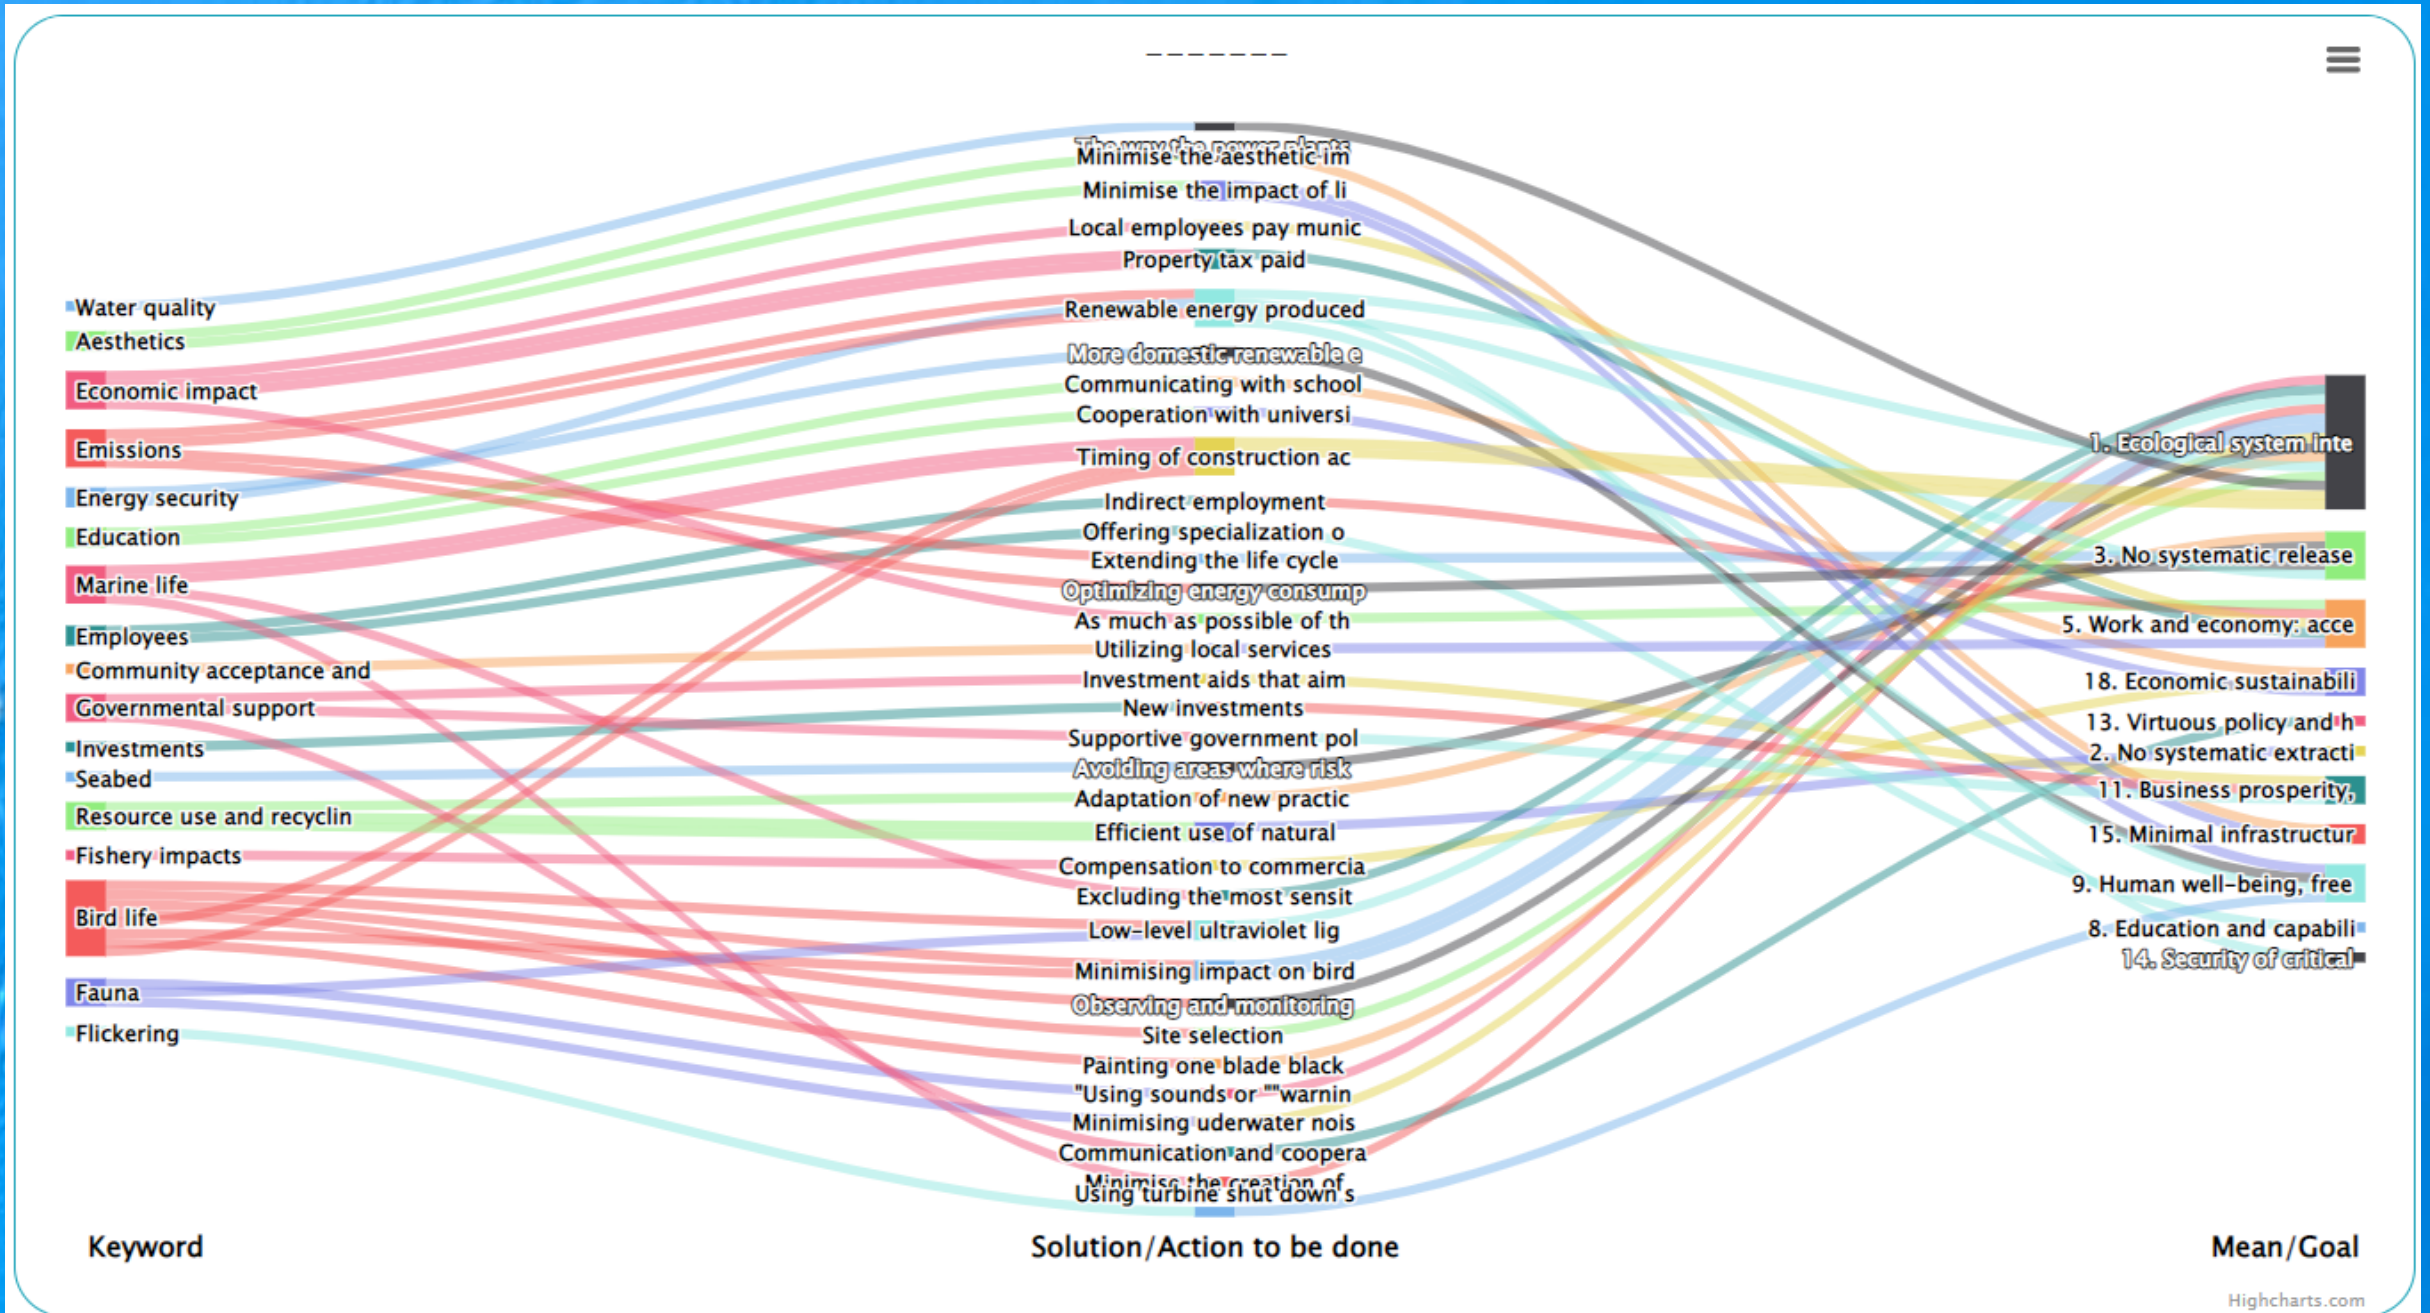 _ _ _ _ _ _ _
The way the power plants
Minimise the aesthetic im
Minimise the impact of li
Local employees pay munic
Property tax paid
Renewable energy produced
More domestic renewable e
Communicating with school
Cooperation with universi
Timing of construction ac
Indirect employment
Offering specialization o
Extending the life cycle
Optimizing energy consump
As much as possible of th
Utilizing local services
Investment aids that aim
New investments
Supportive government pol
Avoiding areas where risk
Adaptation of new practic
Efficient use of natural
Compensation to commercia
Excluding the most sensit
Low-level ultraviolet lig
Minimising impact on bird
Observing and monitoring
Site selection
Painting one blade black
"Using sounds or ""warnin
Minimising uderwater nois
Communication and coopera
Minimise the creation of
Using turbine shut down s
Water quality
Aesthetics
Economic impact
Emissions
Energy security
Education
Marine life
Employees
Community acceptance and
Governmental support
Investments
Seabed
Resource use and recyclin
Fishery impacts
Bird life
Fauna
Flickering
1. Ecological system inte
3. No systematic release
5. Work and economy: acce
18. Economic sustainabili
13. Virtuous policy and h
2. No systematic extracti
11. Business prosperity,
15. Minimal infrastructur
9. Human well-being, free
8. Education and capabili
14. Security of critical
Keyword
Solution/Action to be done
Mean/Goal
Highcharts.com